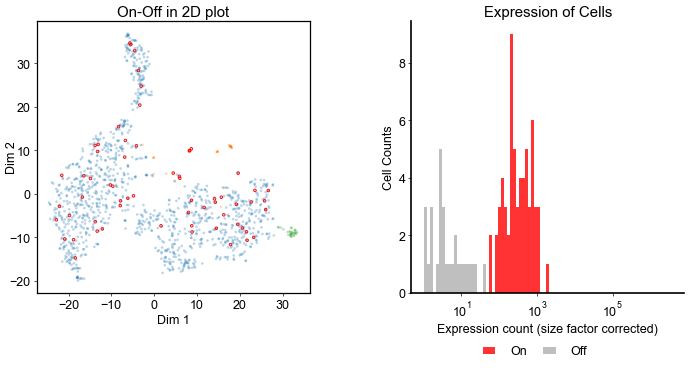 On-Off in 2D plot
Dim 2
30
20
10
0
−10
−20
−20 −10 0 10 20 30
Dim 1
Expression of Cells
Cell Counts
8
6
4
2
0
10^1 10^3 10^5
Expression count (size factor corrected)
On Off